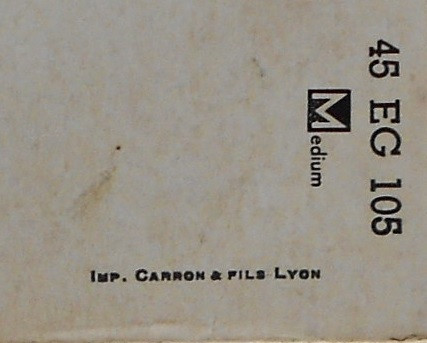 45 EG 105
Medium
IMP. CARRON & FILS LYON